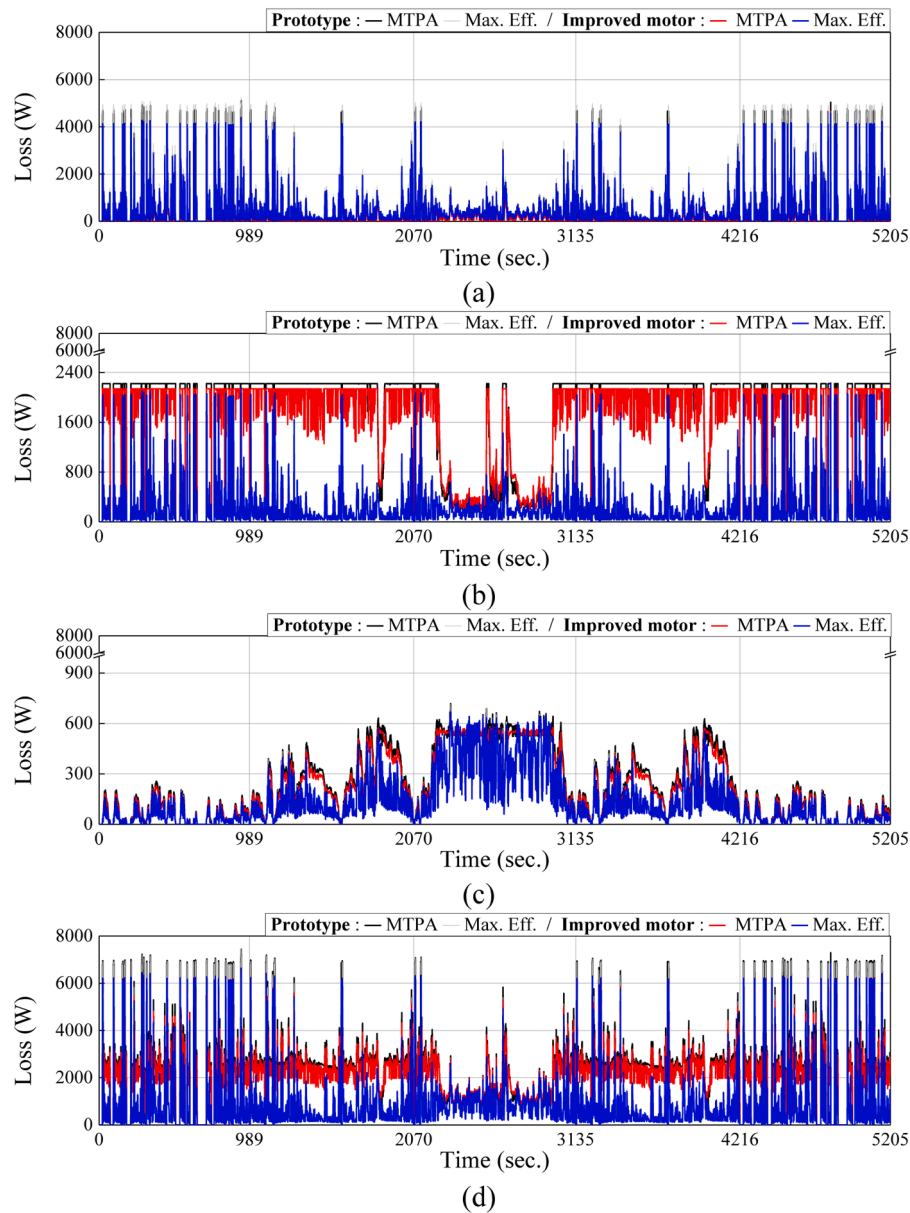 Prototype : MTPA Max. Eff. / Improved motor : MTPA Max. Eff.
8000
6000
4000
2000
0
Loss (W)
0 989 2070 3135 4216 5205
Time (sec.)
(a)
Prototype : MTPA Max. Eff. / Improved motor : MTPA Max. Eff.
8000
6000
2400
1600
800
0
Loss (W)
0 989 2070 3135 4216 5205
Time (sec.)
(b)
Prototype : MTPA Max. Eff. / Improved motor : MTPA Max. Eff.
8000
6000
900
600
300
0
Loss (W)
0 989 2070 3135 4216 5205
Time (sec.)
(c)
Prototype : MTPA Max. Eff. / Improved motor : MTPA Max. Eff.
8000
6000
4000
2000
0
Loss (W)
0 989 2070 3135 4216 5205
Time (sec.)
(d)